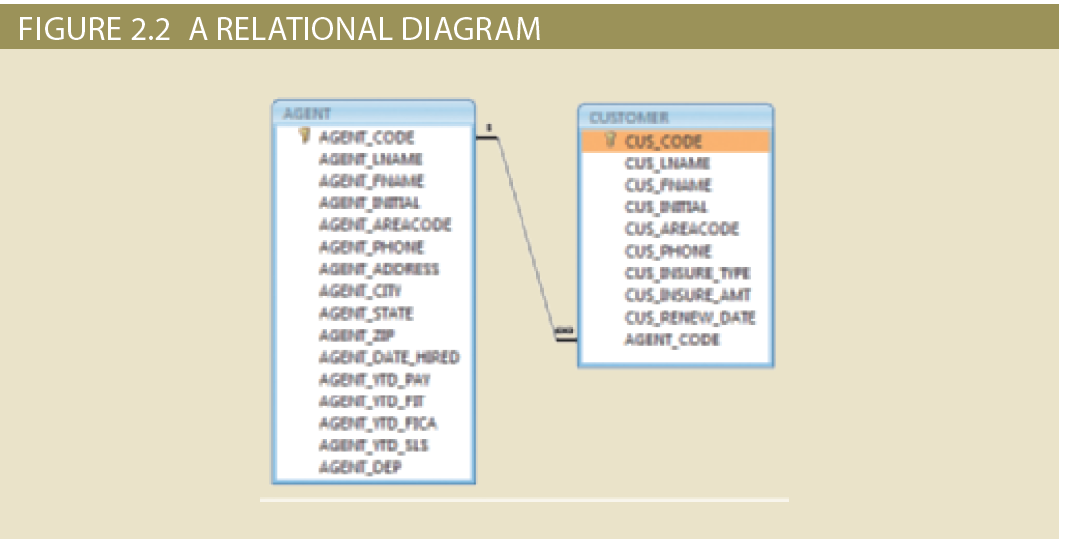 FIGURE 2.2 A RELATIONAL DIAGRAM
AGENT
AGENT_CODE
AGENT_LNAME
AGENT_FNAME
AGENT_INITIAL
AGENT_AREACODE
AGENT_PHONE
AGENT_ADDRESS
AGENT_CITY
AGENT_STATE
AGENT_ZIP
AGENT_DATE_HIRED
AGENT_YTD_PAY
AGENT_YTD_FIT
AGENT_YTD_FICA
AGENT_YTD_SLS
AGENT_DEP
1
∞
CUSTOMER
CUS_CODE
CUS_LNAME
CUS_FNAME
CUS_INITIAL
CUS_AREACODE
CUS_PHONE
CUS_INSURE_TYPE
CUS_INSURE_AMT
CUS_RENEW_DATE
AGENT_CODE